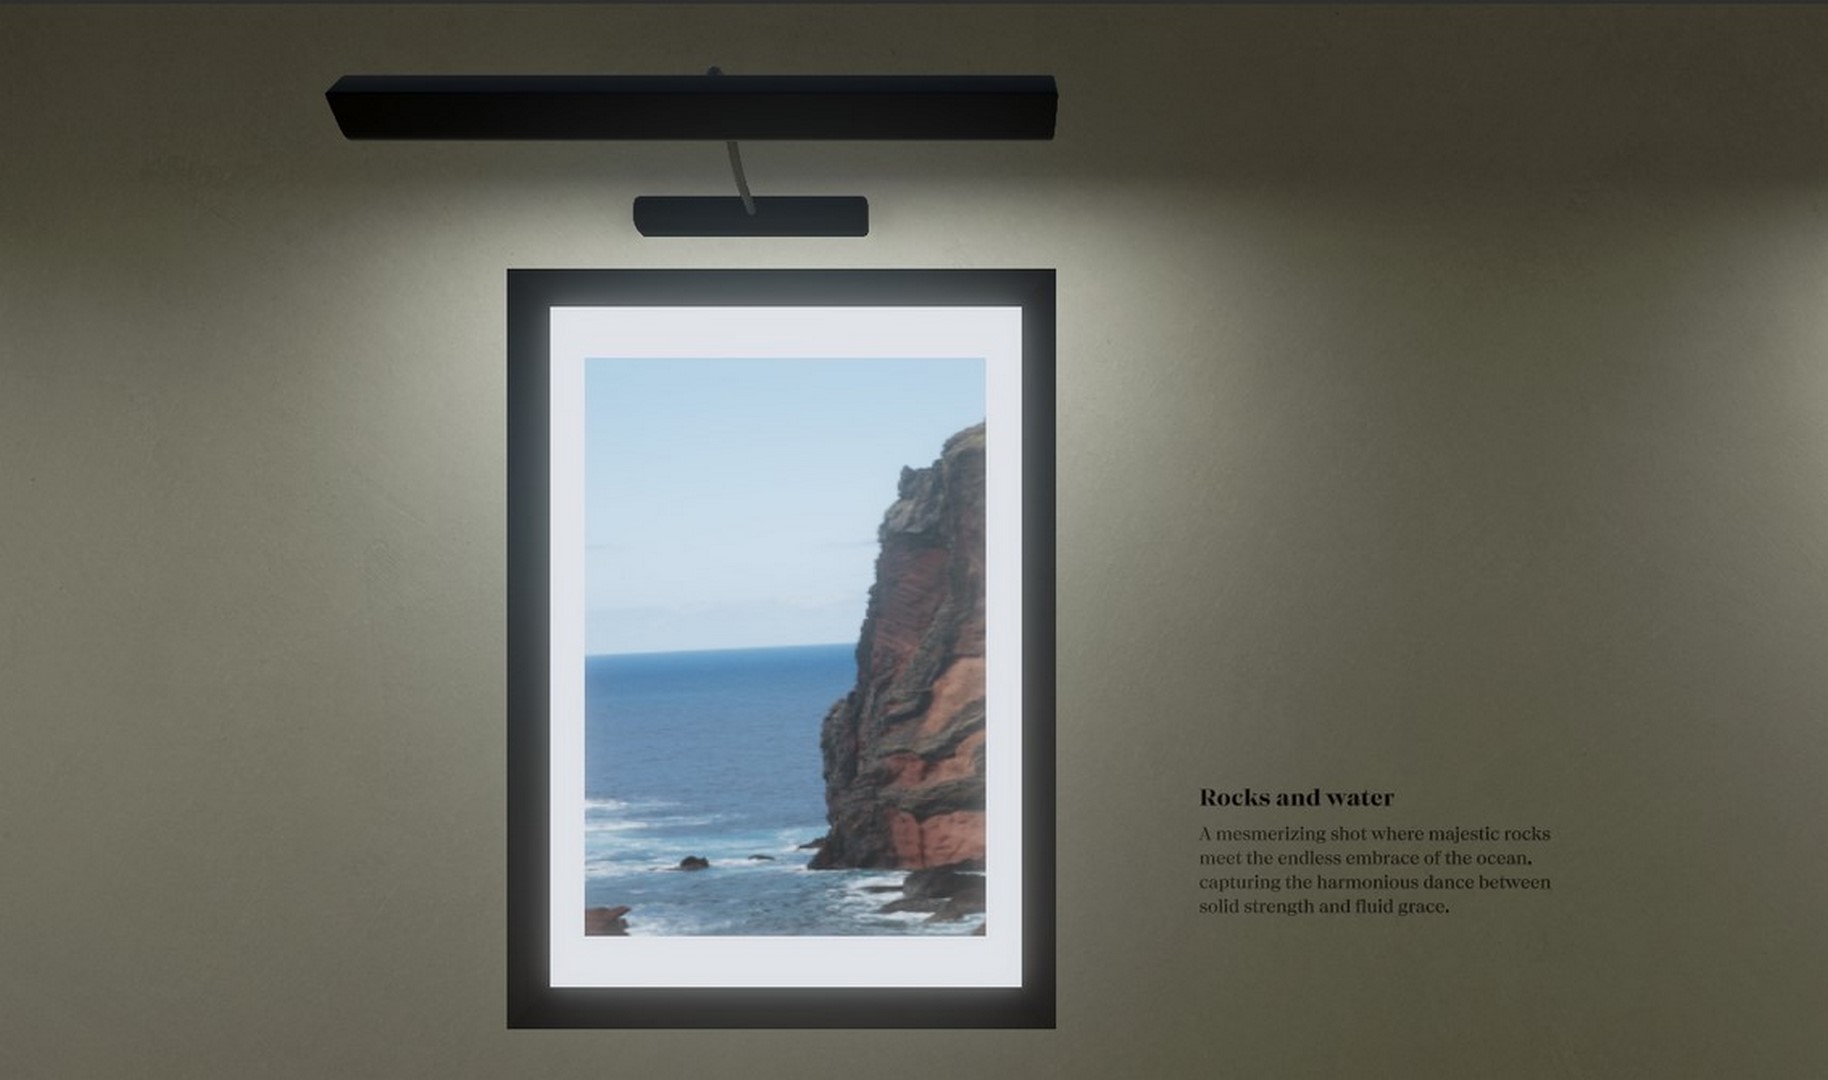 Rocks and water
A mesmerizing shot where majestic rocks
meet the endless embrace of the ocean,
capturing the harmonious dance between
solid strength and fluid grace.